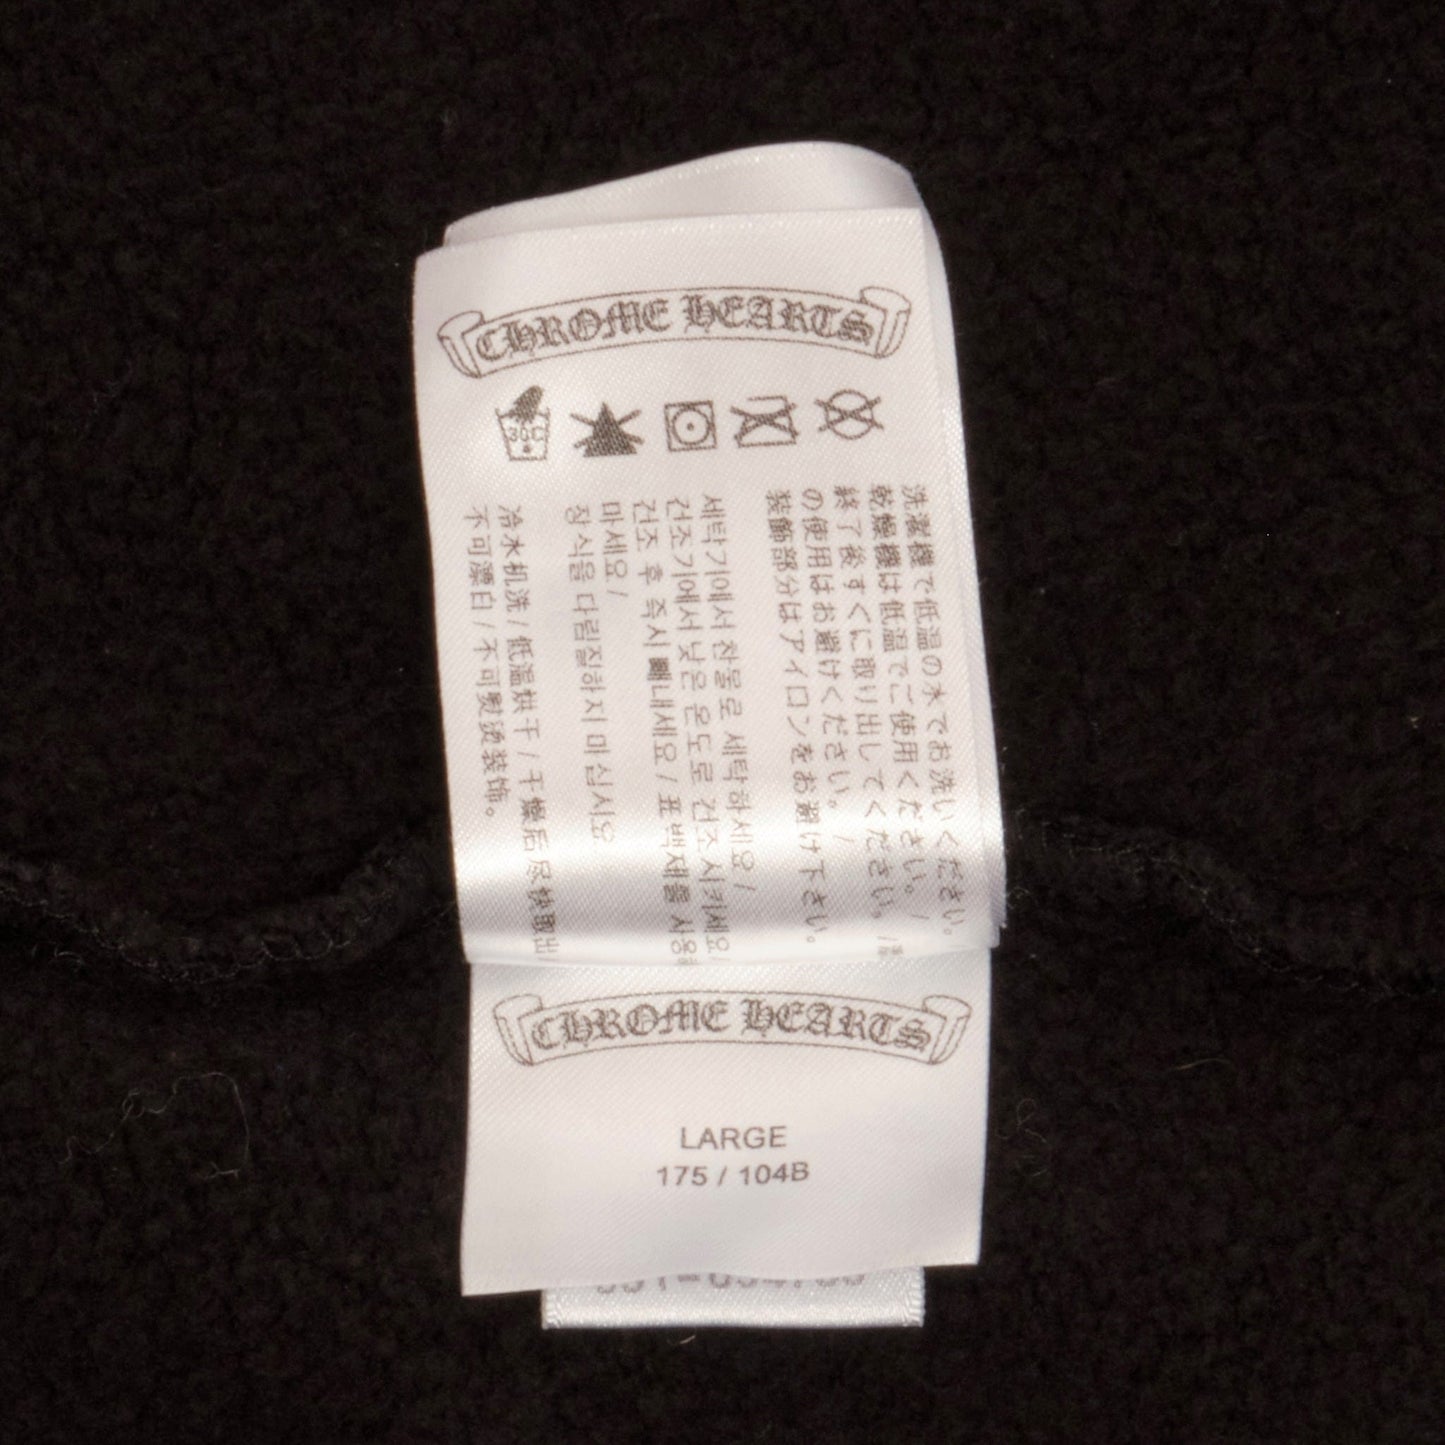 CHROME HEARTS
30C
洗濯機で低温の水でお洗いください。/
乾燥機は低温でご使用ください。/
終了後すぐに取り出してください。/
の使用はお避けください。/
装飾部分はアイロンをお避け下さい。
세탁기에서 찬물로 세탁하세요/
건조기에서 낮은 온도로 건조시키세요/
건조 후 즉시 빼내세요/표백제를 사용
마세요/
장식을 다림질하지 마십시요
冷水机洗/低温烘干/干燥后尽快取出
不可漂白/不可熨烫装饰。
CHROME HEARTS
LARGE
175 / 104B